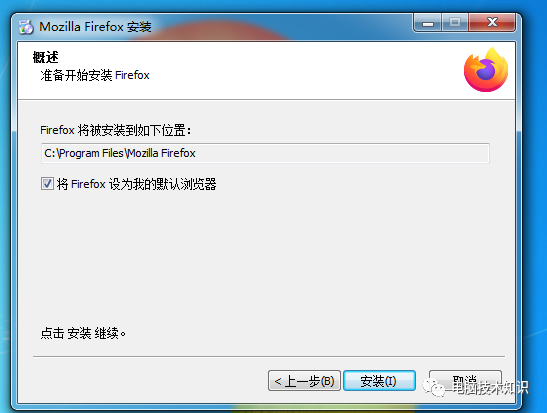 Mozilla Firefox 安装
概述
准备开始安装 Firefox
Firefox 将被安装到如下位置：
C:\Program Files\Mozilla Firefox
将 Firefox 设为我的默认浏览器
点击 安装 继续。
< 上一步(B)
安装(I)
取消
电脑技术知识